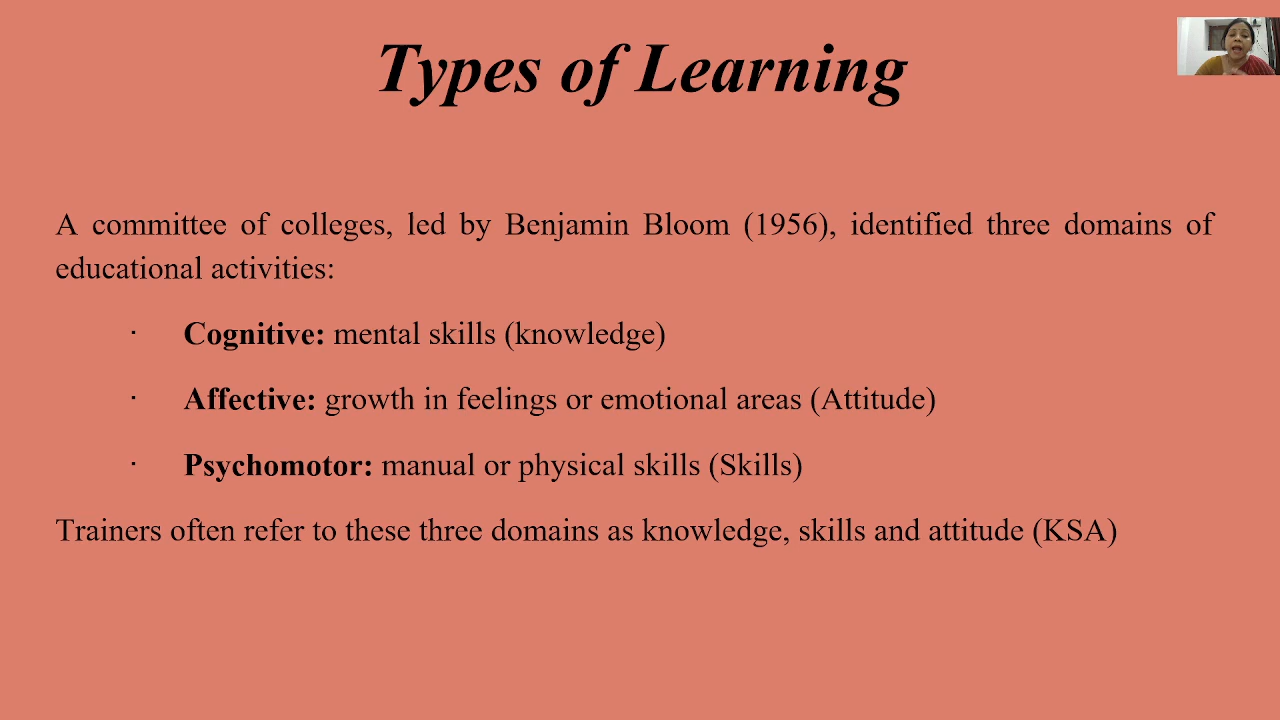 Types of Learning
A committee of colleges, led by Benjamin Bloom (1956), identified three domains of
educational activities:
· Cognitive: mental skills (knowledge)
· Affective: growth in feelings or emotional areas (Attitude)
· Psychomotor: manual or physical skills (Skills)
Trainers often refer to these three domains as knowledge, skills and attitude (KSA)